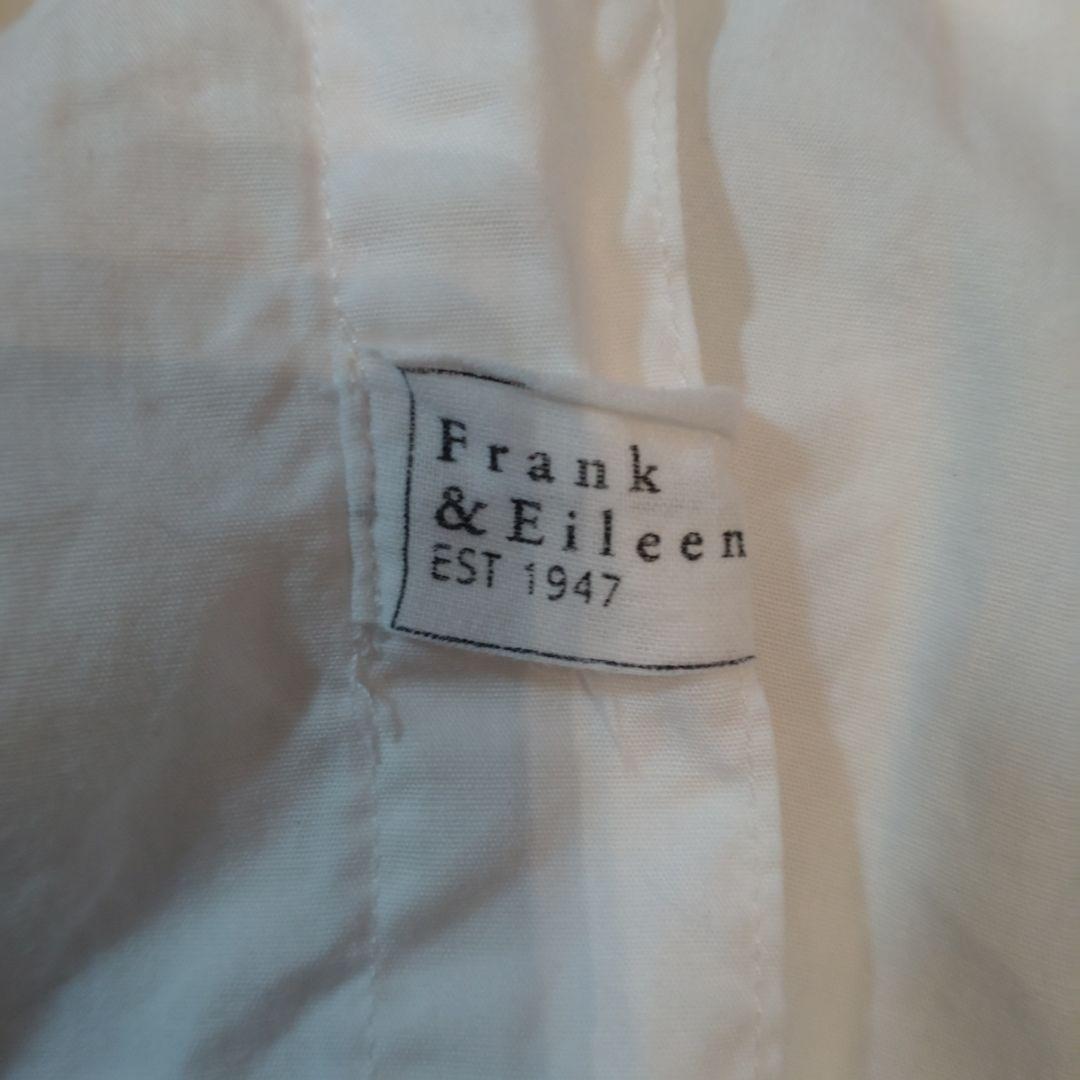 Frank
& Eileen
EST 1947